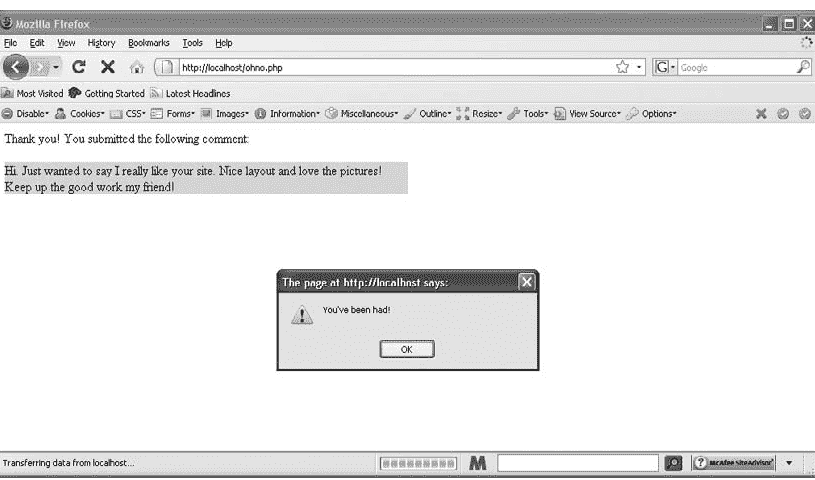 Mozilla Firefox
File Edit View History Bookmarks Tools Help
http://localhost/ohno.php G Google
Most Visited Getting Started Latest Headlines
Disable Cookies CSS Forms Images Information Miscellaneous Outline Resize Tools View Source Options
Thank you! You submitted the following comment:
Hi. Just wanted to say I really like your site. Nice layout and love the pictures!
Keep up the good work my friend!
The page at http://localhost says:
You've been had!
OK
Transferring data from localhost... M ? McAfee SiteAdvisor